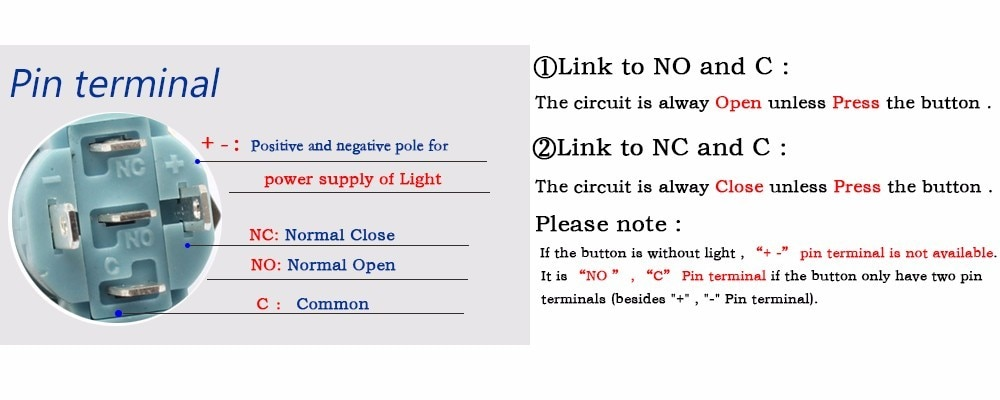 Pin terminal
+ -: Positive and negative pole for
power supply of Light
NC: Normal Close
NO: Normal Open
C : Common
NC
+
-
NO
C
①Link to NO and C :
The circuit is alway Open unless Press the button .
②Link to NC and C :
The circuit is alway Close unless Press the button .
Please note :
If the button is without light , “+ -” pin terminal is not available.
It is “NO ” , “C” Pin terminal if the button only have two pin
terminals (besides "+" , "-" Pin terminal).